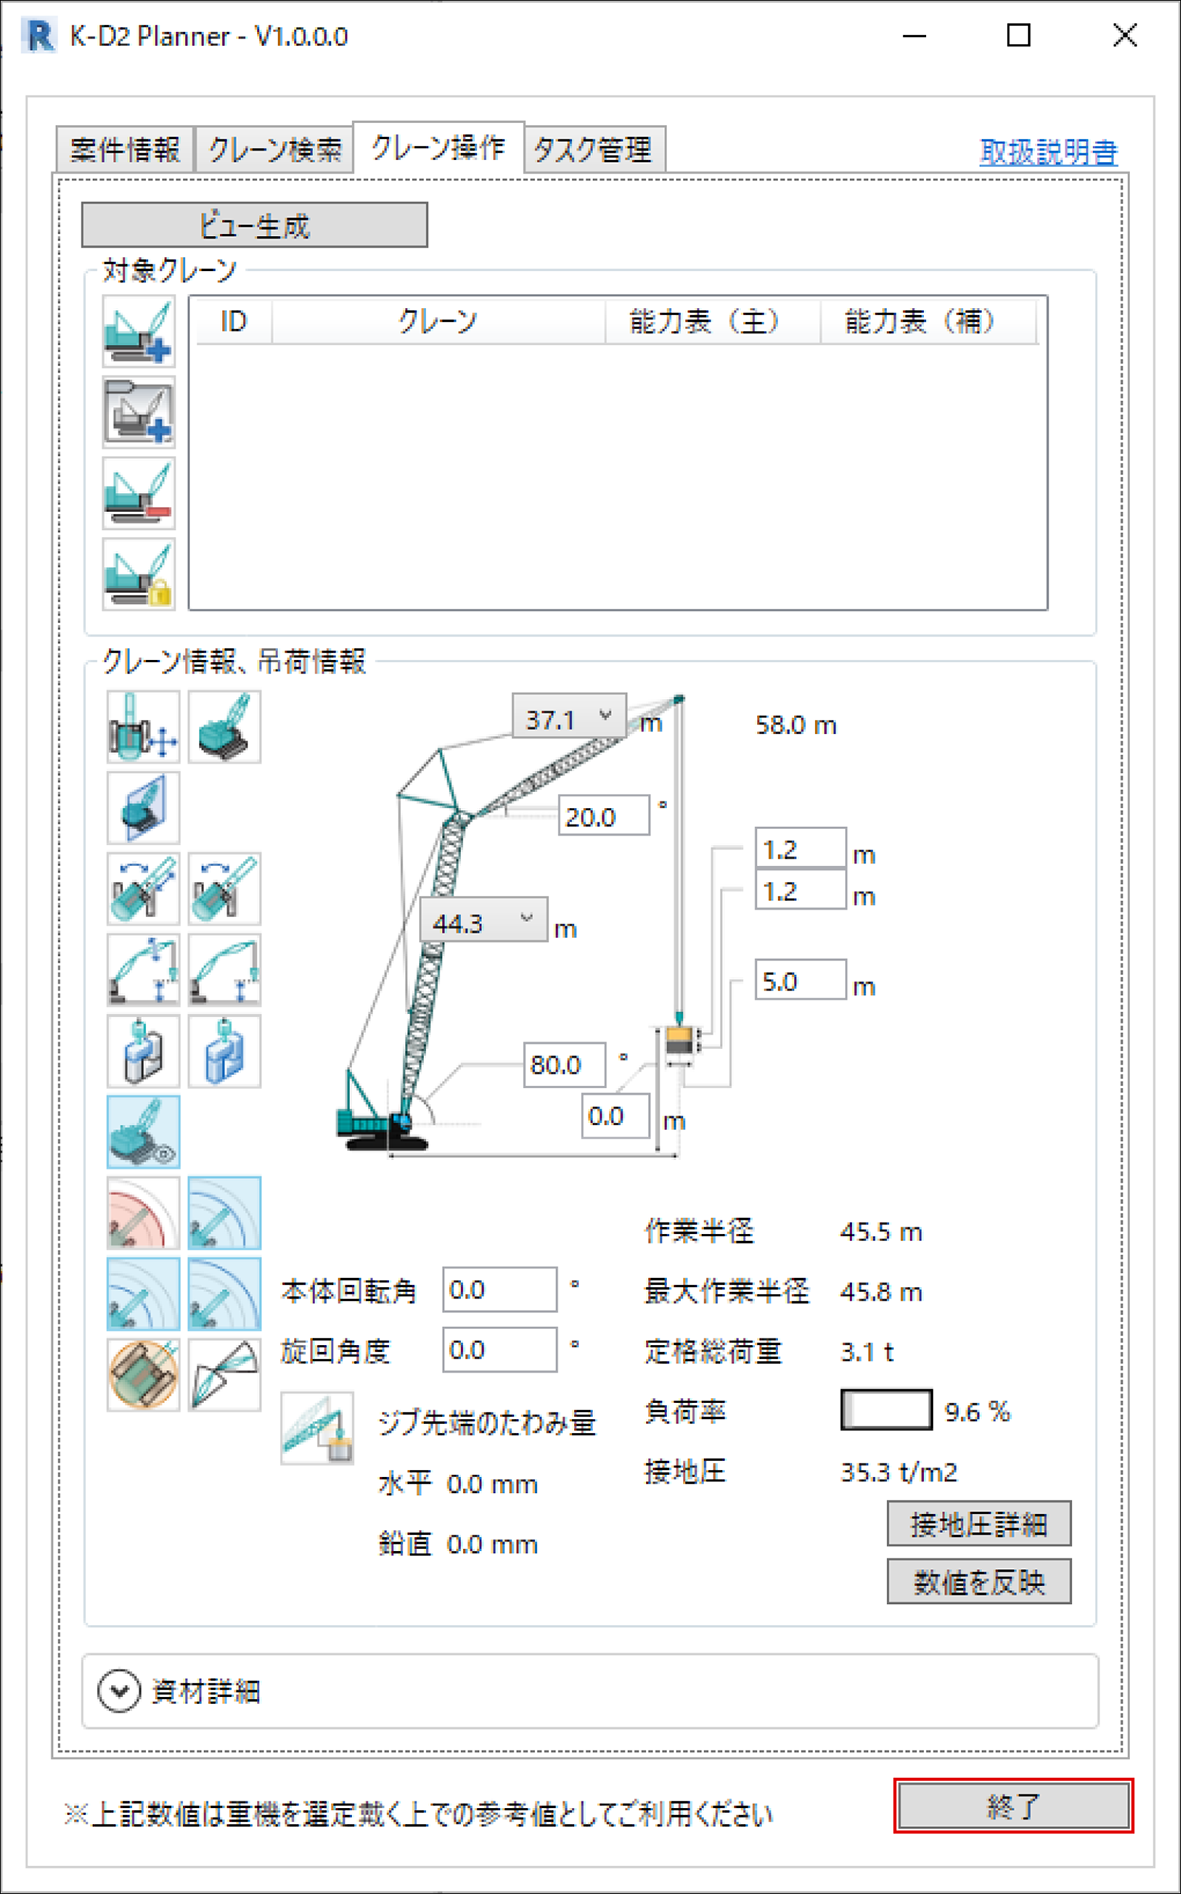 K-D2 Planner - V1.0.0.0
案件情報 クレーン検索 クレーン操作 タスク管理 取扱説明書
ビュー生成
対象クレーン
ID クレーン 能力表（主） 能力表（補）
クレーン情報、吊荷情報
37.1 m 58.0 m
20.0 °
1.2 m
1.2 m
44.3 m
5.0 m
80.0 °
0.0 m
作業半径 45.5 m
本体回転角 0.0 ° 最大作業半径 45.8 m
旋回角度 0.0 ° 定格総荷重 3.1 t
ジブ先端のたわみ量 負荷率 9.6 %
水平 0.0 mm 接地圧 35.3 t/m2
鉛直 0.0 mm 接地圧詳細
数値を反映
資材詳細
※上記数値は重機を選定戴く上での参考値としてご利用ください 終了